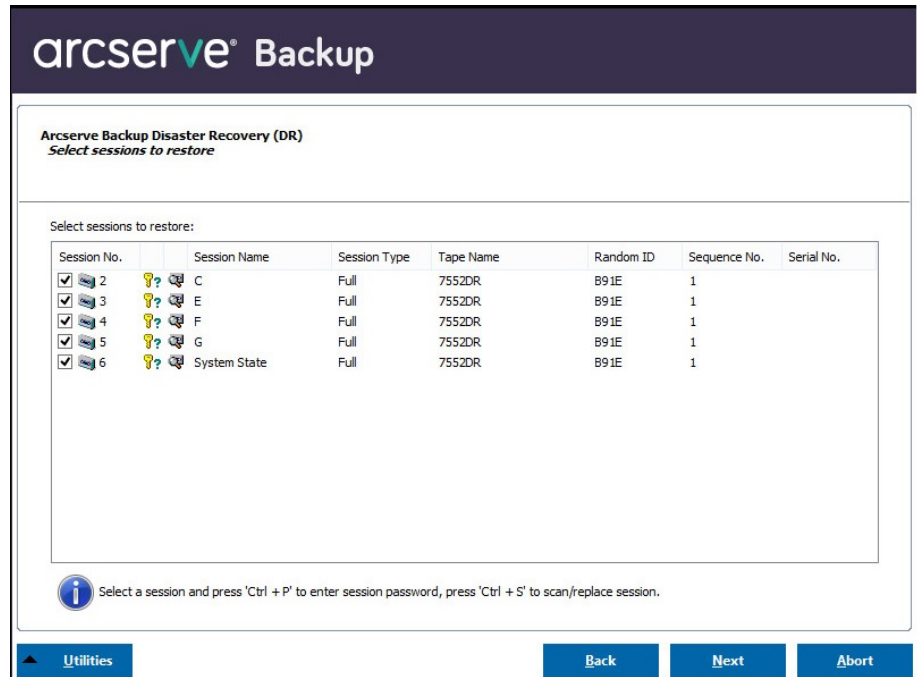 arcserve® Backup
Arcserve Backup Disaster Recovery (DR)
Select sessions to restore
Select sessions to restore:
Session No. Session Name Session Type Tape Name Random ID Sequence No. Serial No.
2 C Full 7552DR B91E 1
3 E Full 7552DR B91E 1
4 F Full 7552DR B91E 1
5 G Full 7552DR B91E 1
6 System State Full 7552DR B91E 1
Select a session and press 'Ctrl + P' to enter session password, press 'Ctrl + S' to scan/replace session.
Utilities Back Next Abort